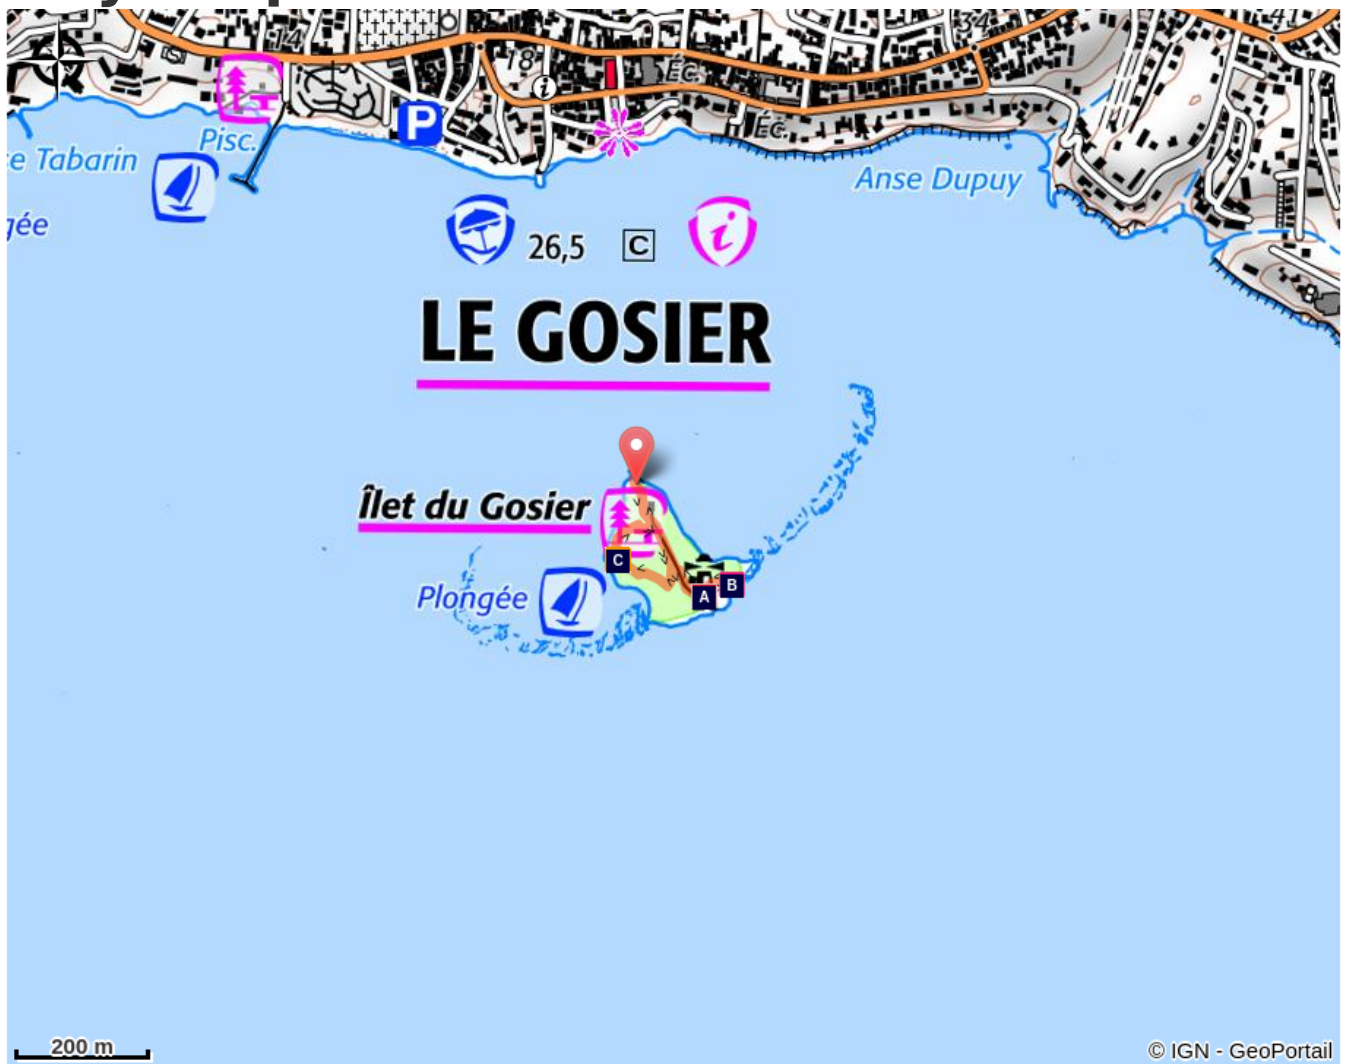 14
18
34
Éc.
P
Pisc.
Éc.
e Tabarin
Anse Dupuy
gée
26,5
C
i
LE GOSIER
Îlet du Gosier
C
B
A
Plongée
200 m
© IGN - GeoPortail